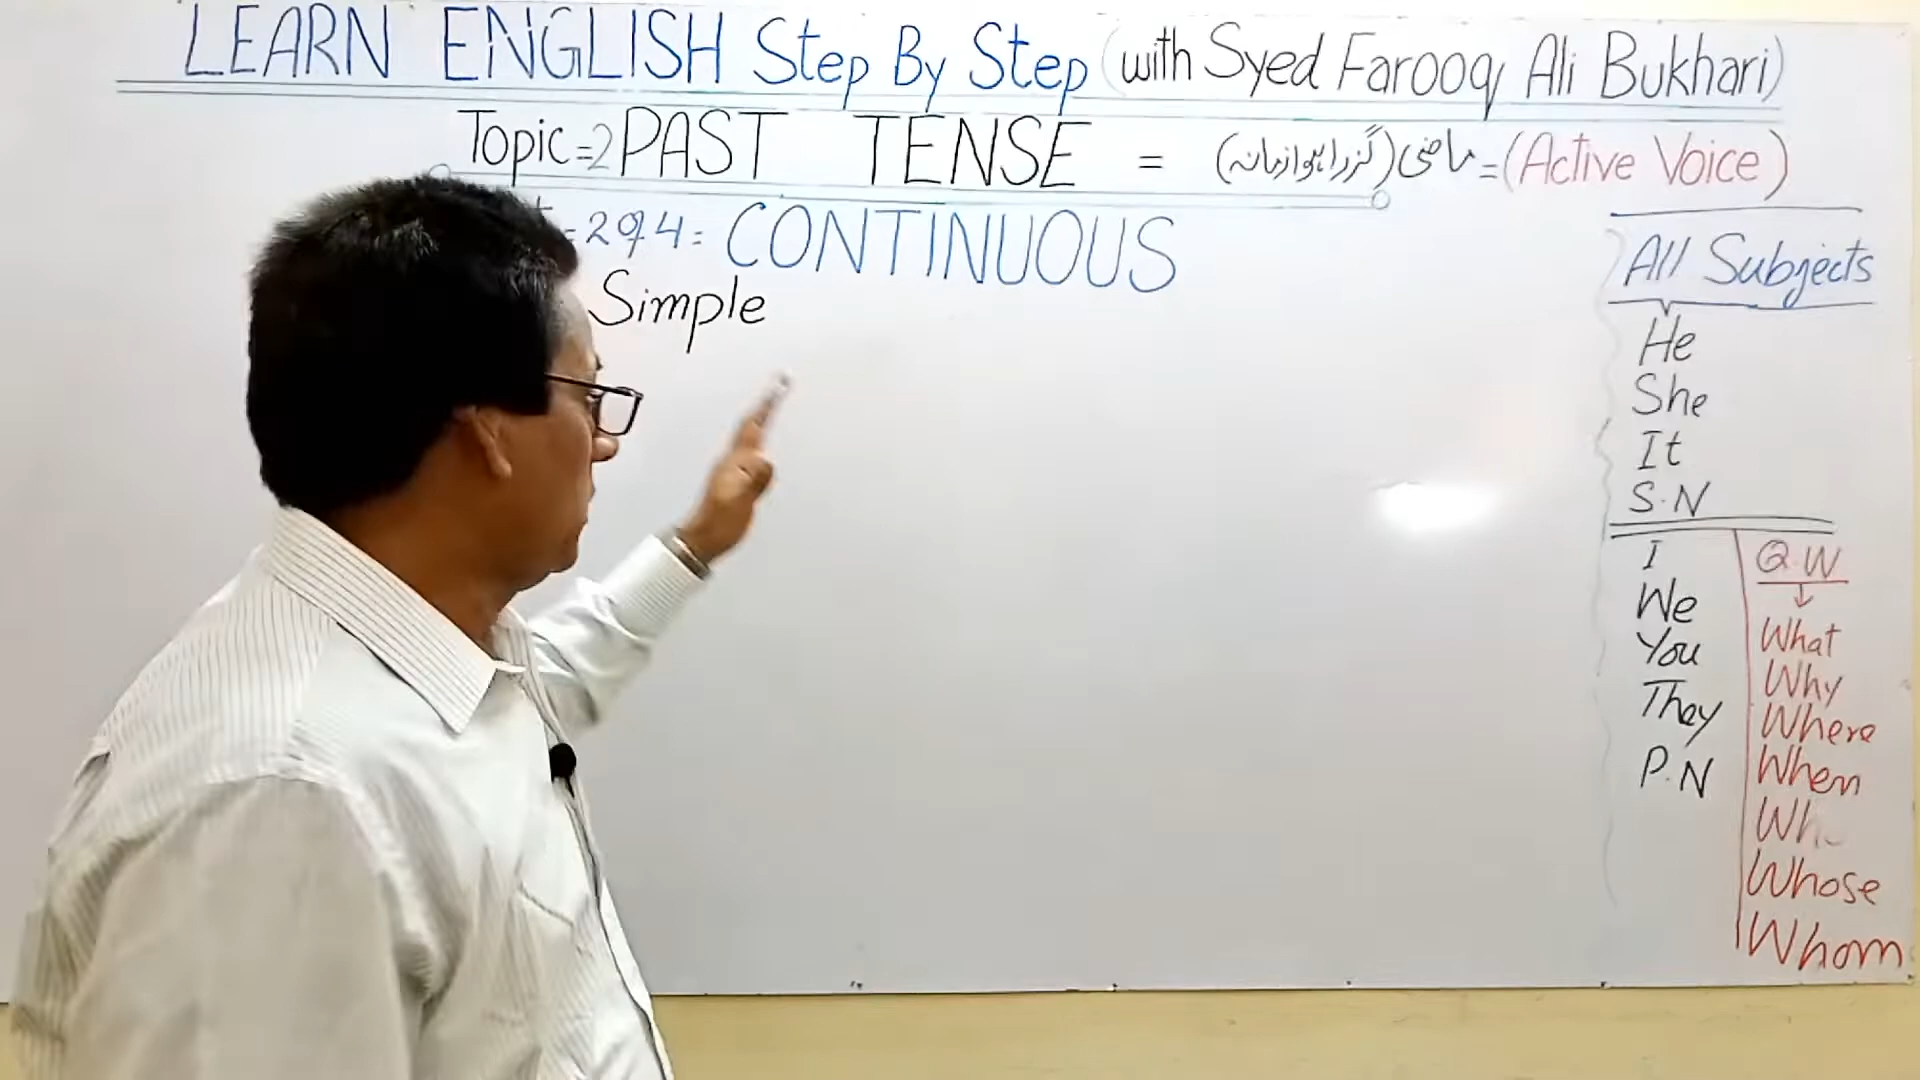 LEARN ENGLISH Step By Step (with Syed Farooq Ali Bukhari)
Topic=2 PAST TENSE = ماضی (گزرا ہوا زمانہ) = (Active Voice)
=2 of 4= CONTINUOUS
Simple
All Subjects
He
She
It
S.N
I
We
You
They
P.N
Q.W
↓
What
Why
Where
When
Whose
Whom